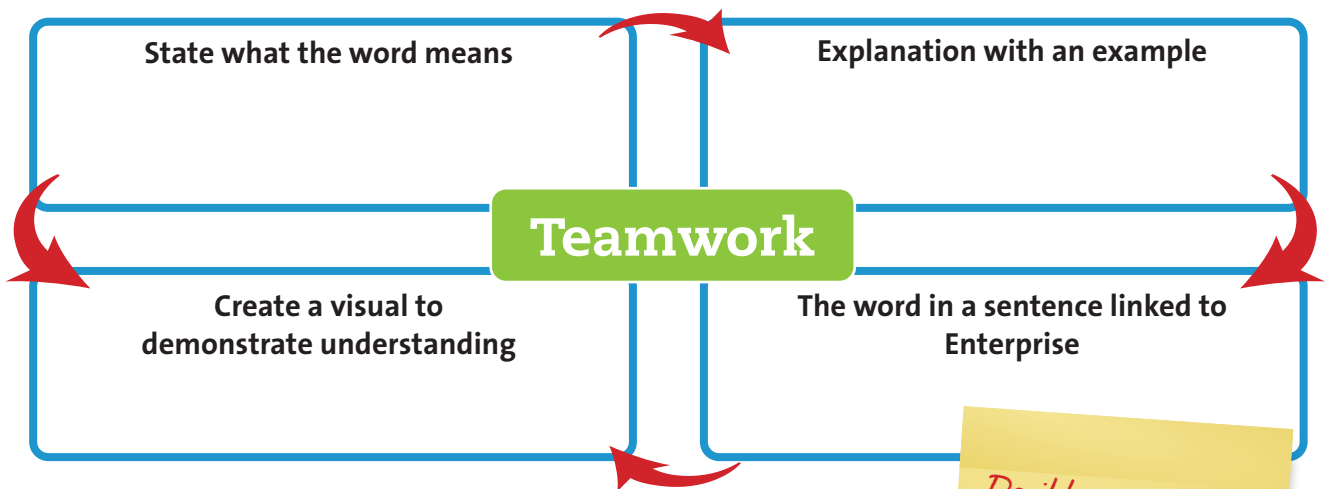 State what the word means
Explanation with an example
Teamwork
Create a visual to
demonstrate understanding
The word in a sentence linked to
Enterprise